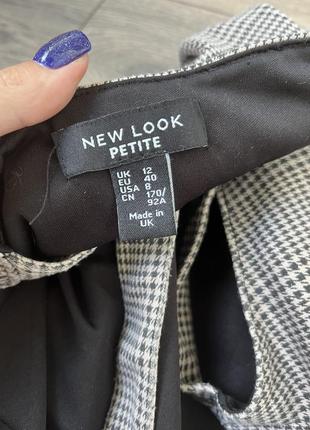 NEW LOOK
PETITE
UK 12
EU 40
USA 8
CN 170/
92A
Made in
UK